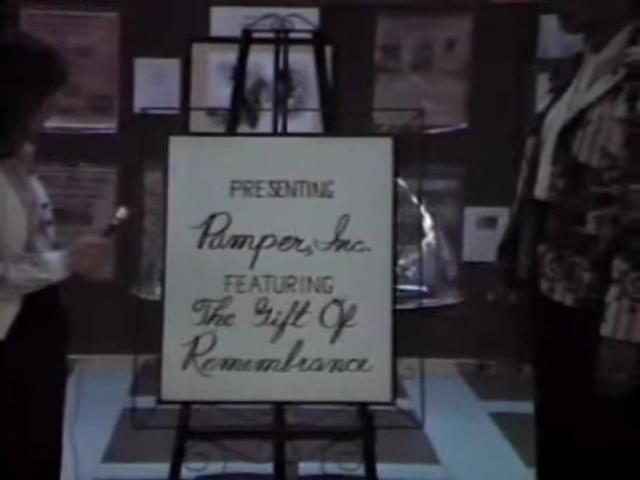 PRESENTING
Pamper, Inc.
FEATURING
The Gift Of
Remembrance